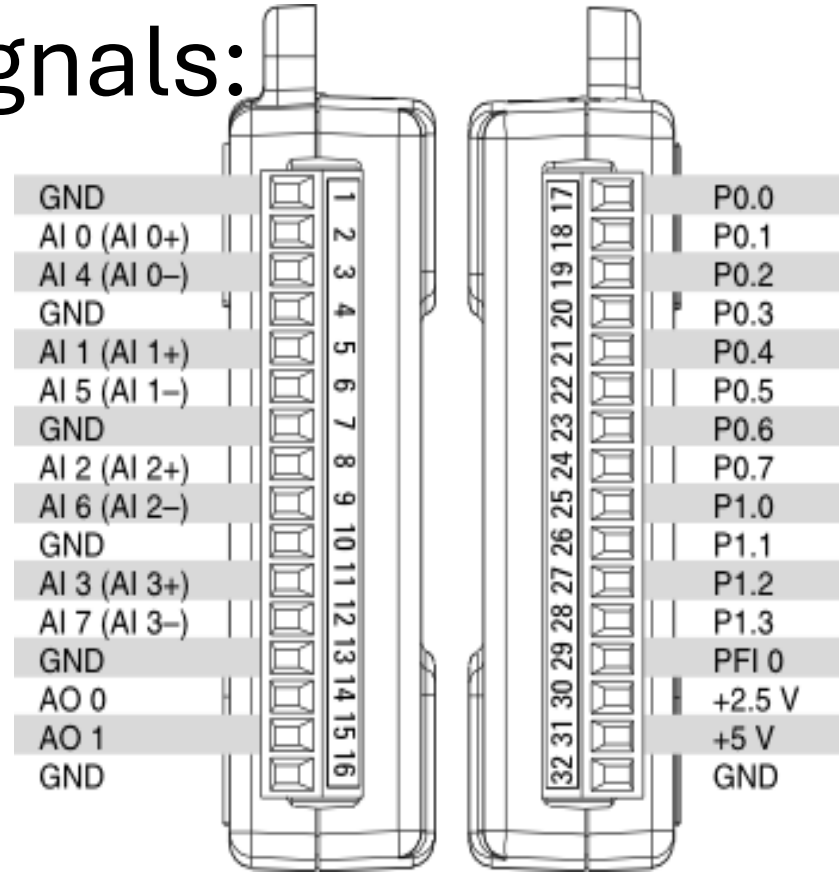 gnals:
GND 1
AI 0 (AI 0+) 2
AI 4 (AI 0–) 3
GND 4
AI 1 (AI 1+) 5
AI 5 (AI 1–) 6
GND 7
AI 2 (AI 2+) 8
AI 6 (AI 2–) 9
GND 10
AI 3 (AI 3+) 11
AI 7 (AI 3–) 12
GND 13
AO 0 14
AO 1 15
GND 16
17 P0.0
18 P0.1
19 P0.2
20 P0.3
21 P0.4
22 P0.5
23 P0.6
24 P0.7
25 P1.0
26 P1.1
27 P1.2
28 P1.3
29 PFI 0
30 +2.5 V
31 +5 V
32 GND